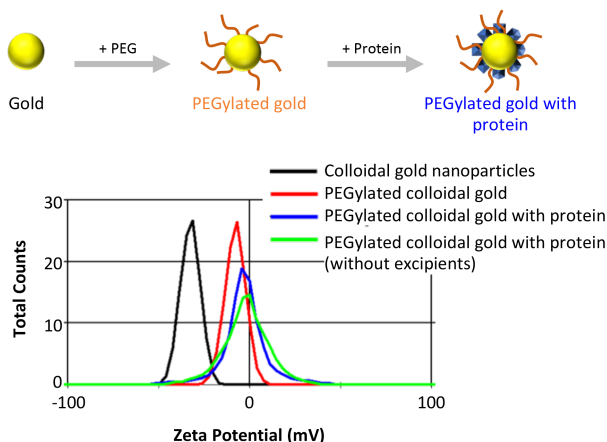 + PEG
+ Protein
Gold
PEGylated gold
PEGylated gold with
protein
Colloidal gold nanoparticles
PEGylated colloidal gold
PEGylated colloidal gold with protein
PEGylated colloidal gold with protein
(without excipients)
Total Counts
30
20
10
0
-100
0
100
Zeta Potential (mV)